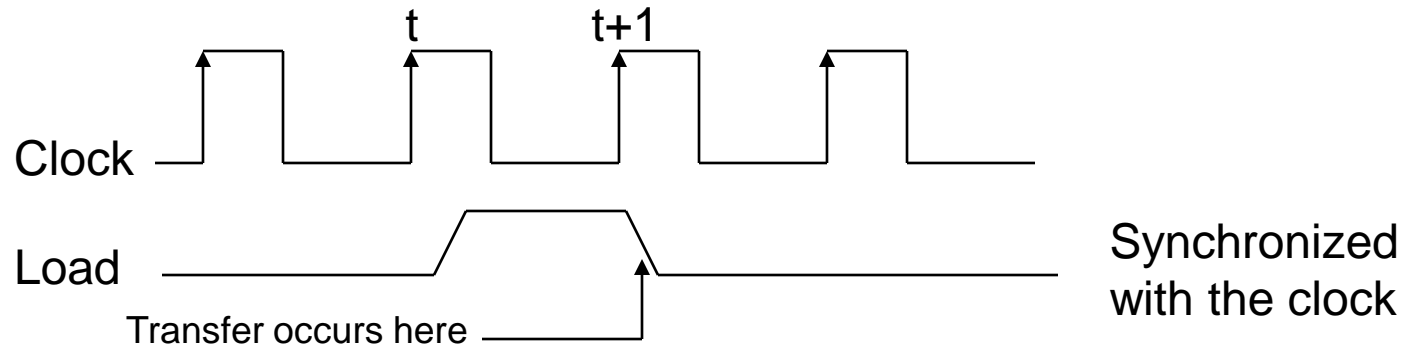 t t+1
Clock
Load
Synchronized
with the clock
Transfer occurs here